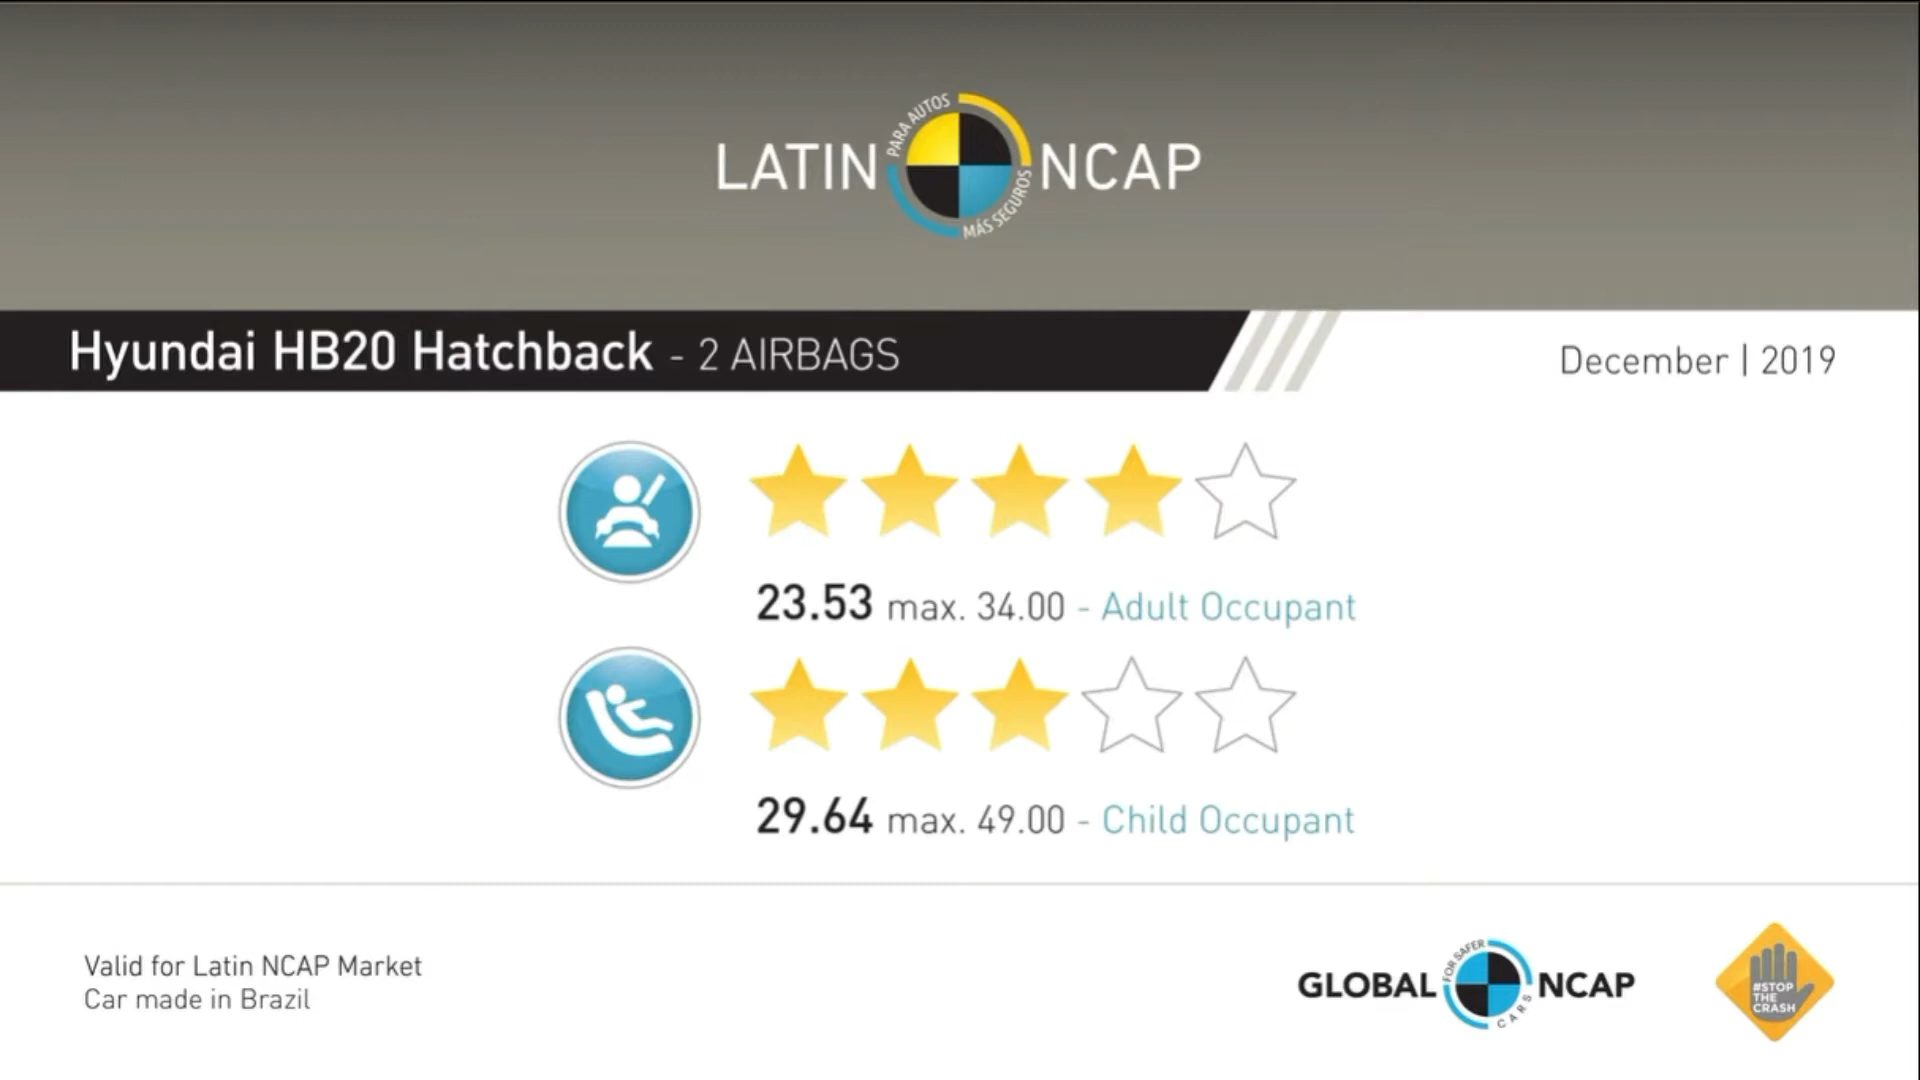 LATIN NCAP
PARA AUTOS
MÁS SEGUROS
Hyundai HB20 Hatchback - 2 AIRBAGS
December | 2019
23.53 max. 34.00 - Adult Occupant
29.64 max. 49.00 - Child Occupant
Valid for Latin NCAP Market
Car made in Brazil
GLOBAL NCAP
FOR SAFER
CARS
#STOP
THE
CRASH